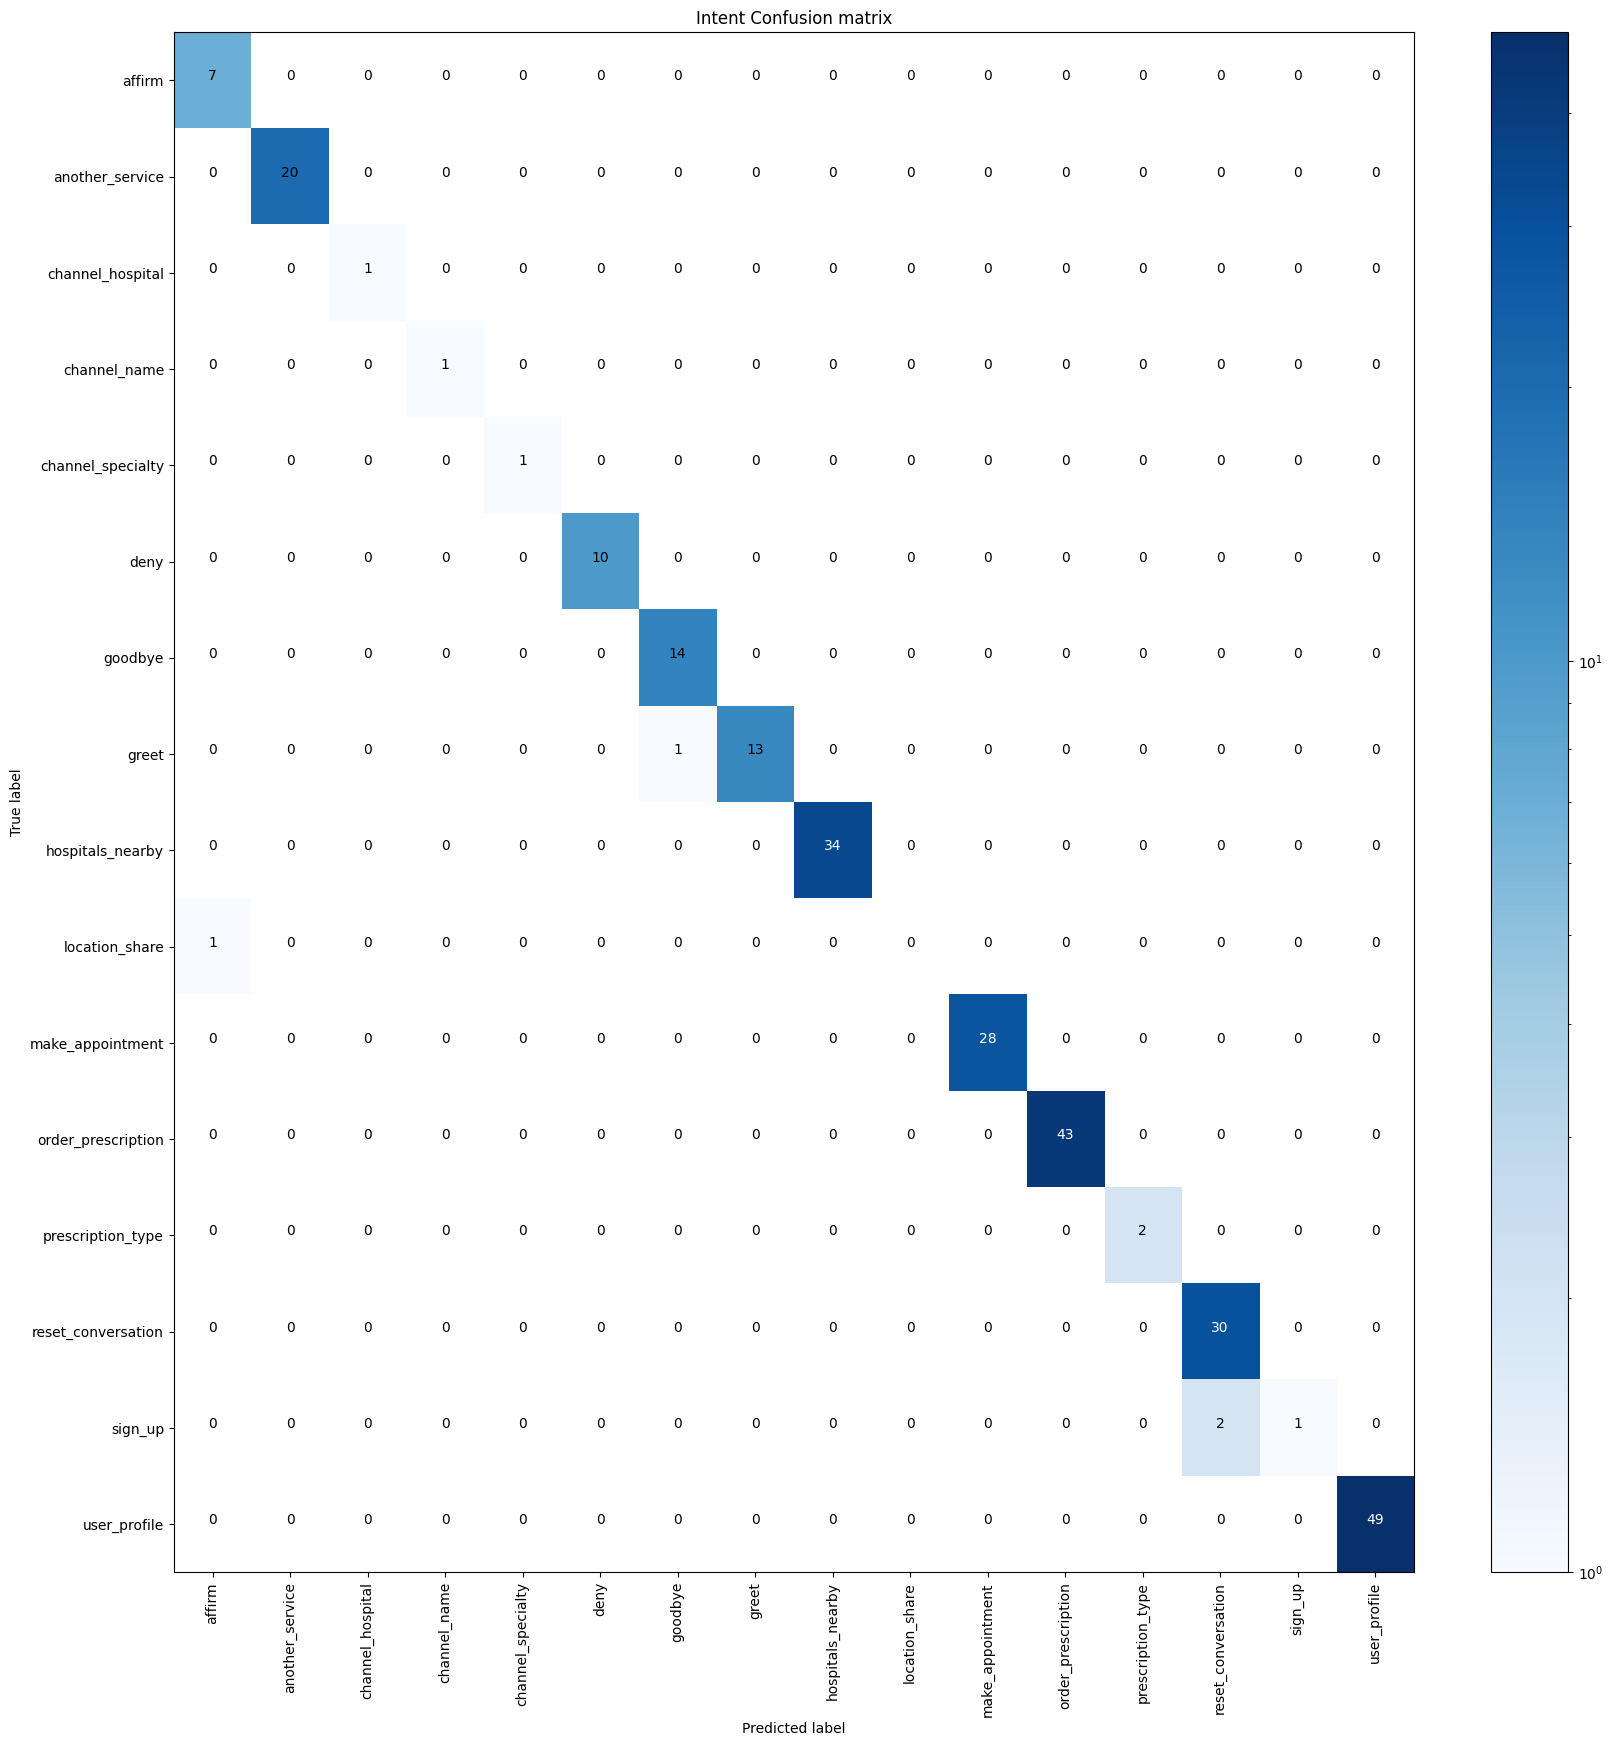 Intent Confusion matrix
affirm 7 0 0 0 0 0 0 0 0 0 0 0 0 0 0 0
another_service 0 20 0 0 0 0 0 0 0 0 0 0 0 0 0 0
channel_hospital 0 0 1 0 0 0 0 0 0 0 0 0 0 0 0 0
channel_name 0 0 0 1 0 0 0 0 0 0 0 0 0 0 0 0
channel_specialty 0 0 0 0 1 0 0 0 0 0 0 0 0 0 0 0
deny 0 0 0 0 0 10 0 0 0 0 0 0 0 0 0 0
goodbye 0 0 0 0 0 0 14 0 0 0 0 0 0 0 0 0
greet 0 0 0 0 0 0 1 13 0 0 0 0 0 0 0 0
hospitals_nearby 0 0 0 0 0 0 0 0 34 0 0 0 0 0 0 0
location_share 1 0 0 0 0 0 0 0 0 0 0 0 0 0 0 0
make_appointment 0 0 0 0 0 0 0 0 0 0 28 0 0 0 0 0
order_prescription 0 0 0 0 0 0 0 0 0 0 0 43 0 0 0 0
prescription_type 0 0 0 0 0 0 0 0 0 0 0 0 2 0 0 0
reset_conversation 0 0 0 0 0 0 0 0 0 0 0 0 0 30 0 0
sign_up 0 0 0 0 0 0 0 0 0 0 0 0 0 2 1 0
user_profile 0 0 0 0 0 0 0 0 0 0 0 0 0 0 0 49
True label
affirm
another_service
channel_hospital
channel_name
channel_specialty
deny
goodbye
greet
hospitals_nearby
location_share
make_appointment
order_prescription
prescription_type
reset_conversation
sign_up
user_profile
Predicted label
10¹
10⁰